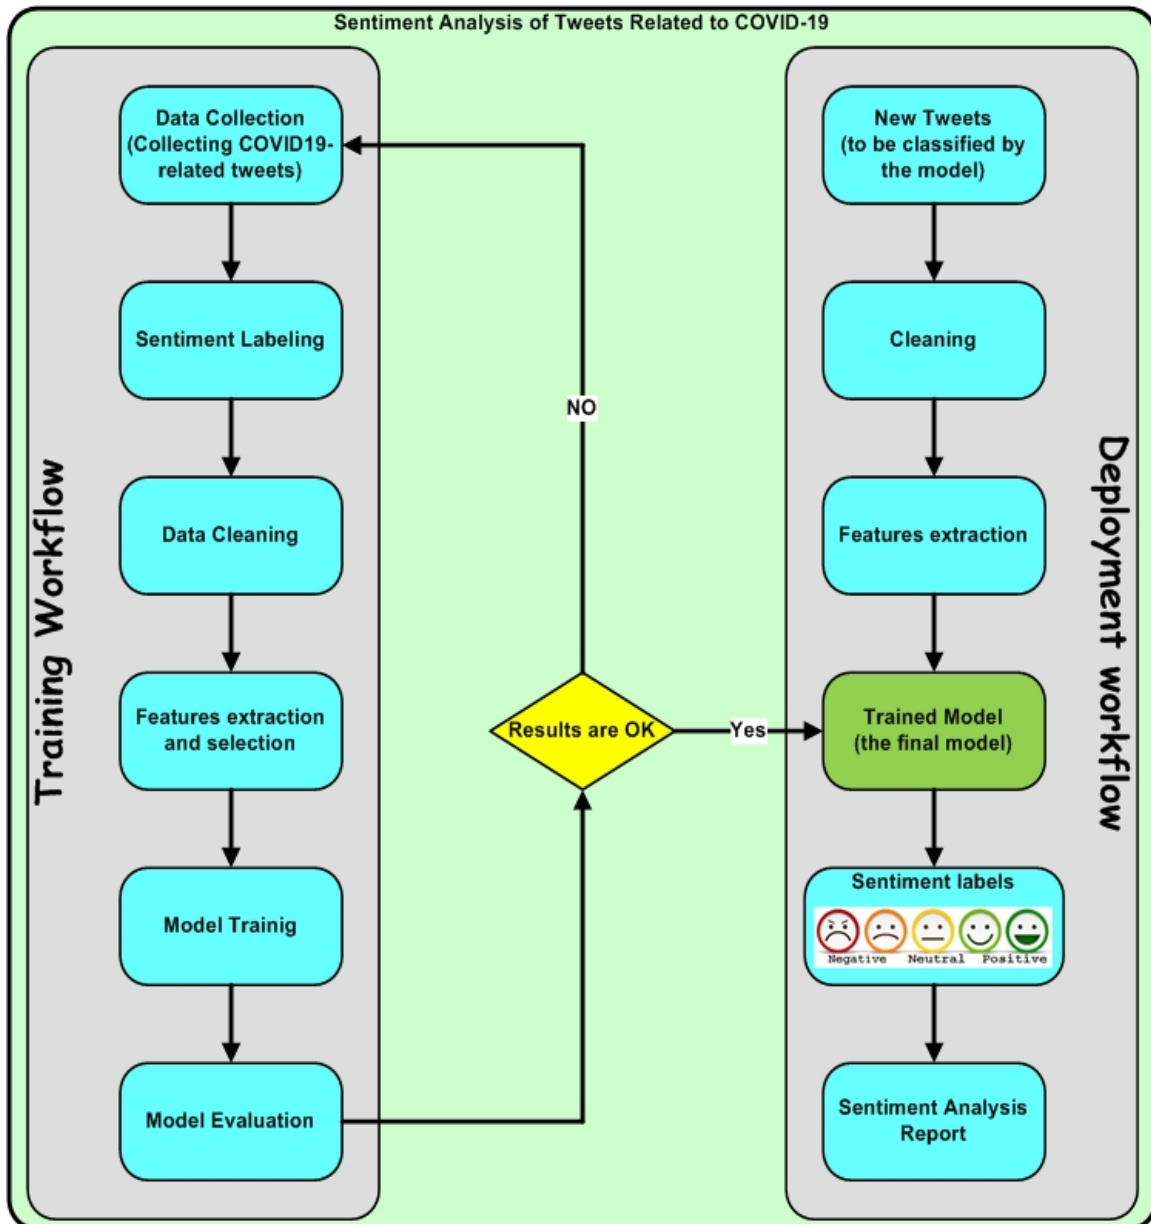 Sentiment Analysis of Tweets Related to COVID-19
Training Workflow
Data Collection
(Collecting COVID19-
related tweets)
Sentiment Labeling
Data Cleaning
Features extraction
and selection
Model Trainig
Model Evaluation
NO
Results are OK
Yes
Deployment workflow
New Tweets
(to be classified by
the model)
Cleaning
Features extraction
Trained Model
(the final model)
Sentiment labels
Negative Neutral Positive
Sentiment Analysis
Report